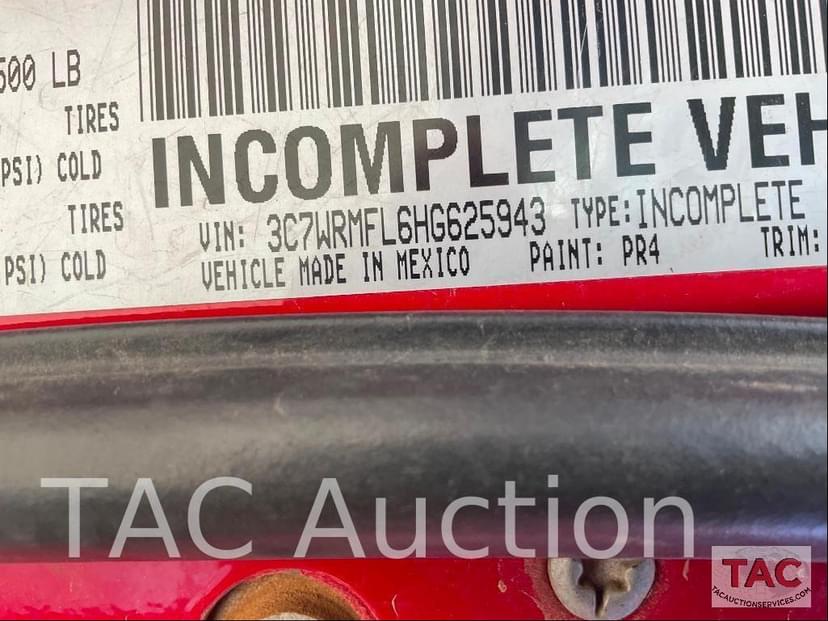 500 LB
TIRES
PSI) COLD
TIRES
PSI) COLD
INCOMPLETE VEH
VIN: 3C7WRMFL6HG625943 TYPE: INCOMPLETE
VEHICLE MADE IN MEXICO PAINT: PR4 TRIM:
TAC Auction
TAC
TACAUCTIONSERVICES.COM